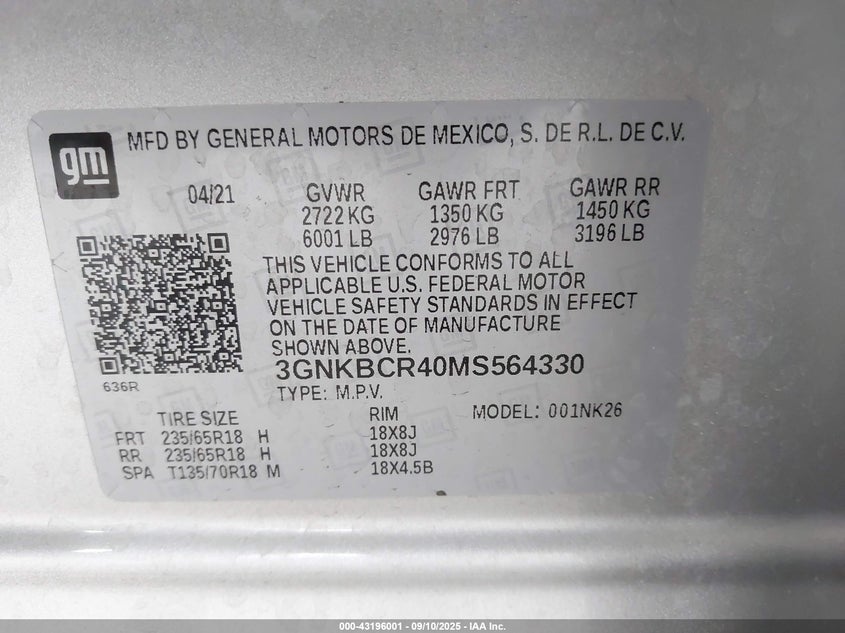 gm
MFD BY GENERAL MOTORS DE MEXICO, S. DE R.L. DE C.V.
04/21 GVWR GAWR FRT GAWR RR
2722 KG 1350 KG 1450 KG
6001 LB 2976 LB 3196 LB
THIS VEHICLE CONFORMS TO ALL
APPLICABLE U.S. FEDERAL MOTOR
VEHICLE SAFETY STANDARDS IN EFFECT
ON THE DATE OF MANUFACTURE
SHOWN ABOVE.
3GNKBCR40MS564330
636R
TYPE: M.P.V.
TIRE SIZE RIM MODEL: 001NK26
FRT 235/65R18 H 18X8J
RR 235/65R18 H 18X8J
SPA T135/70R18 M 18X4.5B
000-43196001 - 09/10/2025 - IAA Inc.